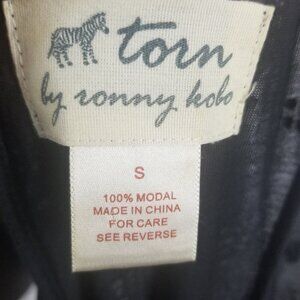 torn
by ronny kobo
S
100% MODAL
MADE IN CHINA
FOR CARE
SEE REVERSE